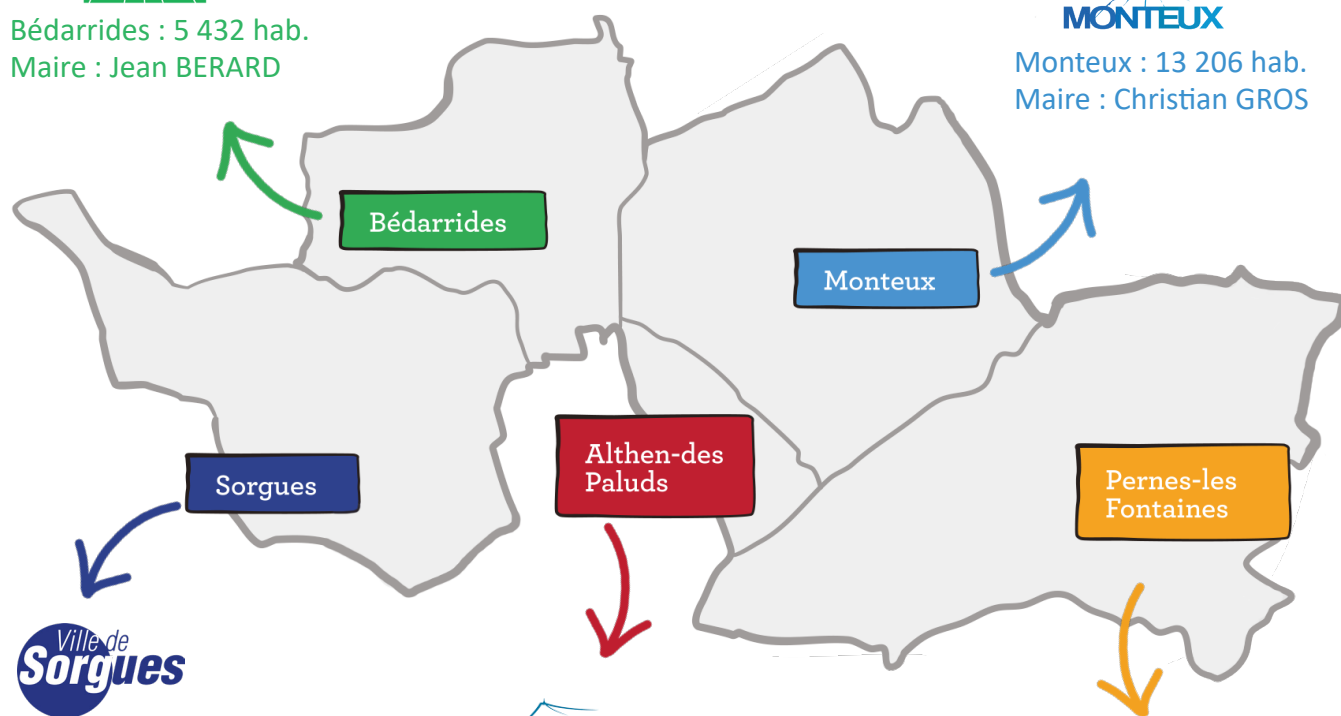 Bédarrides : 5 432 hab.
Maire : Jean BERARD
MONTEUX
Monteux : 13 206 hab.
Maire : Christian GROS
Bédarrides
Monteux
Sorgues
Althen-des
Paluds
Pernes-les
Fontaines
Ville de
Sorgues